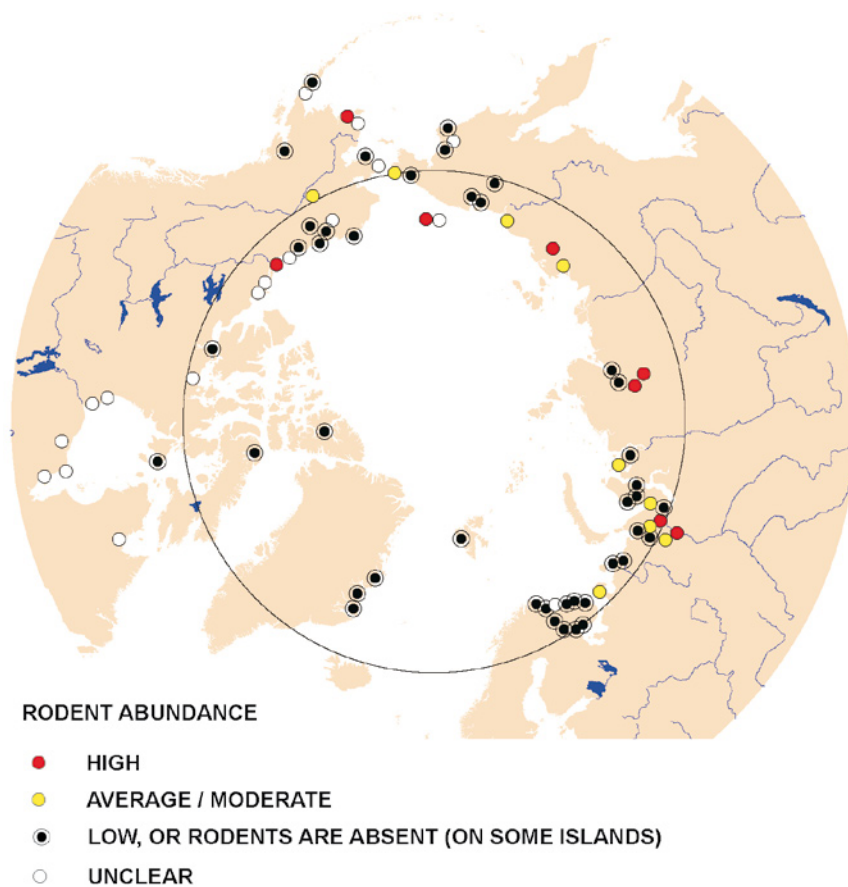 RODENT ABUNDANCE
HIGH
AVERAGE / MODERATE
LOW, OR RODENTS ARE ABSENT (ON SOME ISLANDS)
UNCLEAR